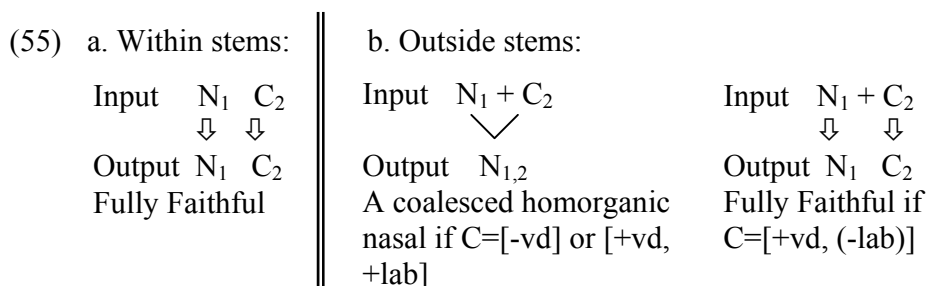 (55) a. Within stems: b. Outside stems:
Input N₁ C₂ Input N₁ + C₂ Input N₁ + C₂
⇩ ⇩ ⇩ ⇩
Output N₁ C₂ Output N₁,₂ Output N₁ C₂
Fully Faithful A coalesced homorganic Fully Faithful if
nasal if C=[-vd] or [+vd, C=[+vd, (-lab)]
+lab]